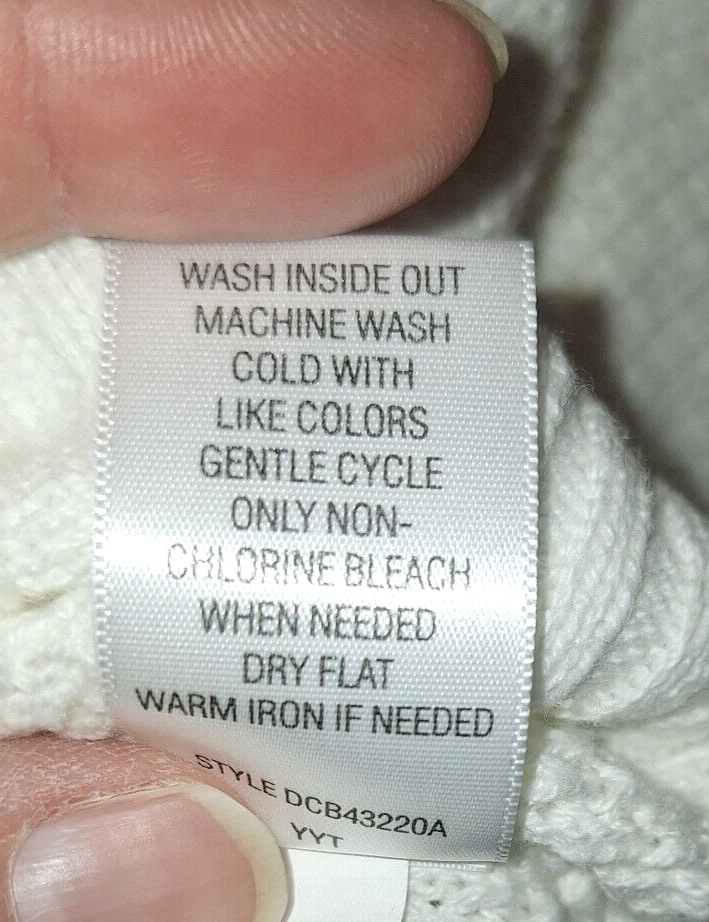 WASH INSIDE OUT
MACHINE WASH
COLD WITH
LIKE COLORS
GENTLE CYCLE
ONLY NON-
CHLORINE BLEACH
WHEN NEEDED
DRY FLAT
WARM IRON IF NEEDED
STYLE DCB43220A
YYT